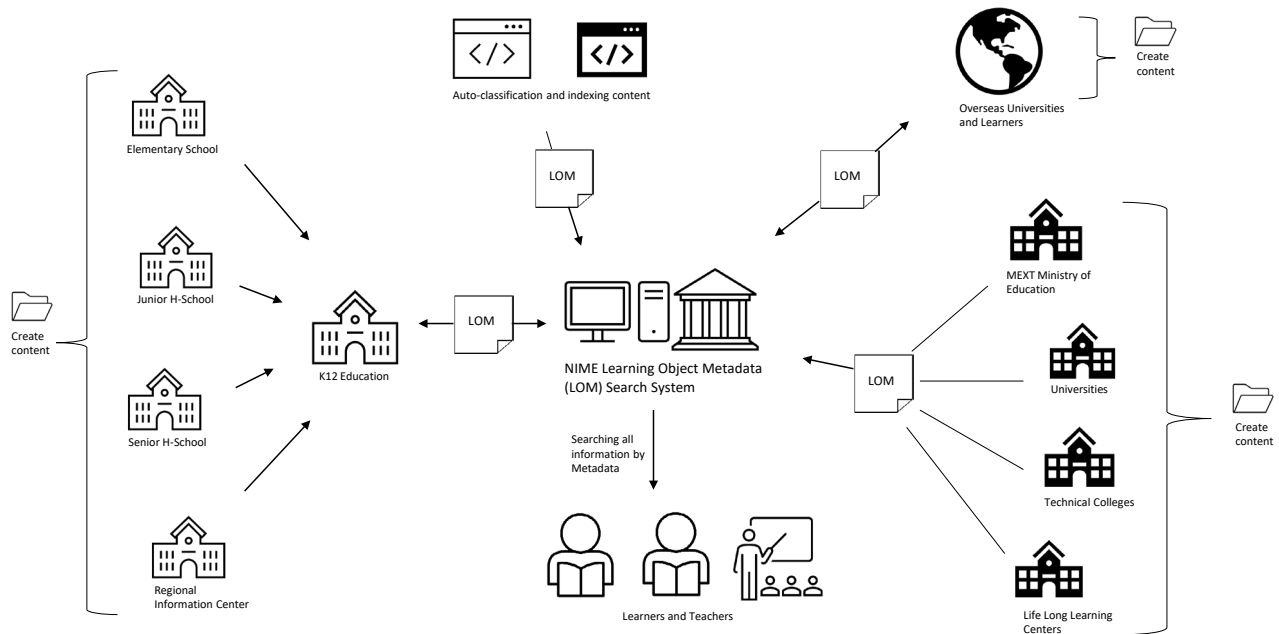 Auto-classification and indexing content
Create
content
Overseas Universities
and Learners
Elementary School
LOM
LOM
MEXT Ministry of
Education
Junior H-School
Create
content
LOM
K12 Education
NIME Learning Object Metadata
(LOM) Search System
LOM
Universities
Senior H-School
Searching all
information by
Metadata
Create
content
Technical Colleges
Regional
Information Center
Learners and Teachers
Life Long Learning
Centers